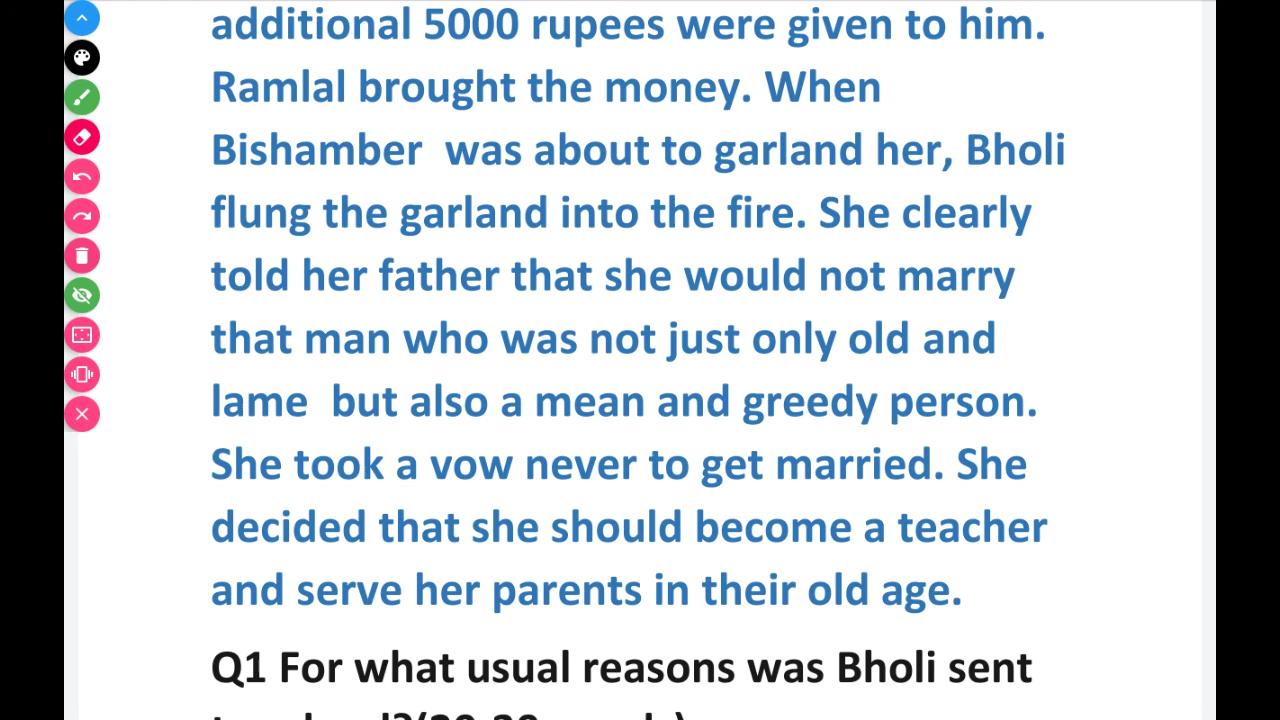 additional 5000 rupees were given to him.
Ramlal brought the money. When
Bishamber was about to garland her, Bholi
flung the garland into the fire. She clearly
told her father that she would not marry
that man who was not just only old and
lame but also a mean and greedy person.
She took a vow never to get married. She
decided that she should become a teacher
and serve her parents in their old age.
Q1 For what usual reasons was Bholi sent